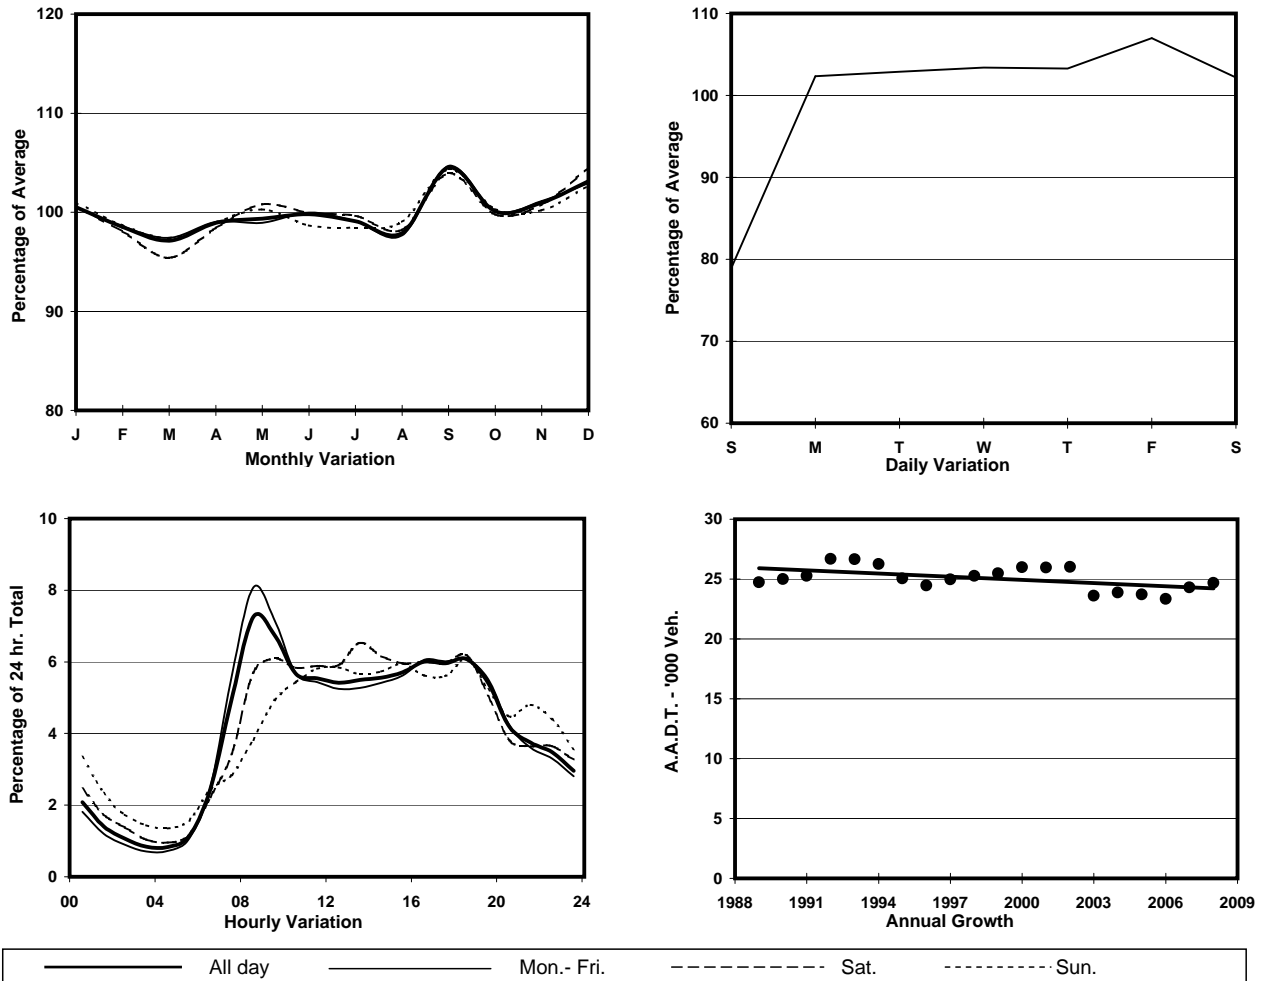 120
110
100
90
80
Percentage of Average
J F M A M J J A S O N D
Monthly Variation
110
100
90
80
70
60
Percentage of Average
S M T W T F S
Daily Variation
10
8
6
4
2
0
Percentage of 24 hr. Total
00 04 08 12 16 20 24
Hourly Variation
30
25
20
15
10
5
0
A.A.D.T. - '000 Veh.
1988 1991 1994 1997 2000 2003 2006 2009
Annual Growth
All day Mon.- Fri. Sat. Sun.